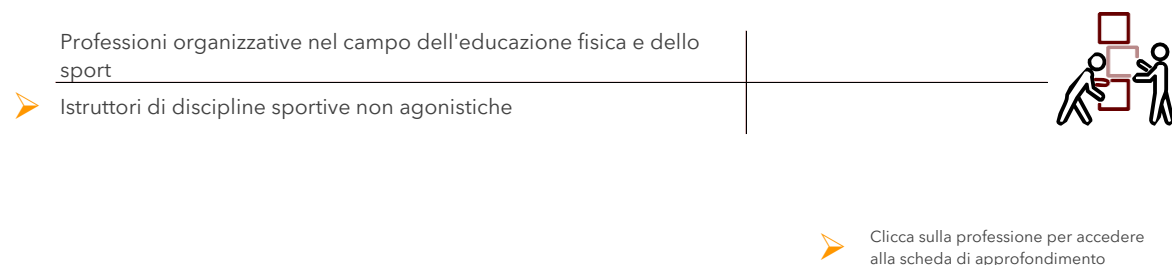 Professioni organizzative nel campo dell'educazione fisica e dello
sport
Istruttori di discipline sportive non agonistiche
Clicca sulla professione per accedere
alla scheda di approfondimento